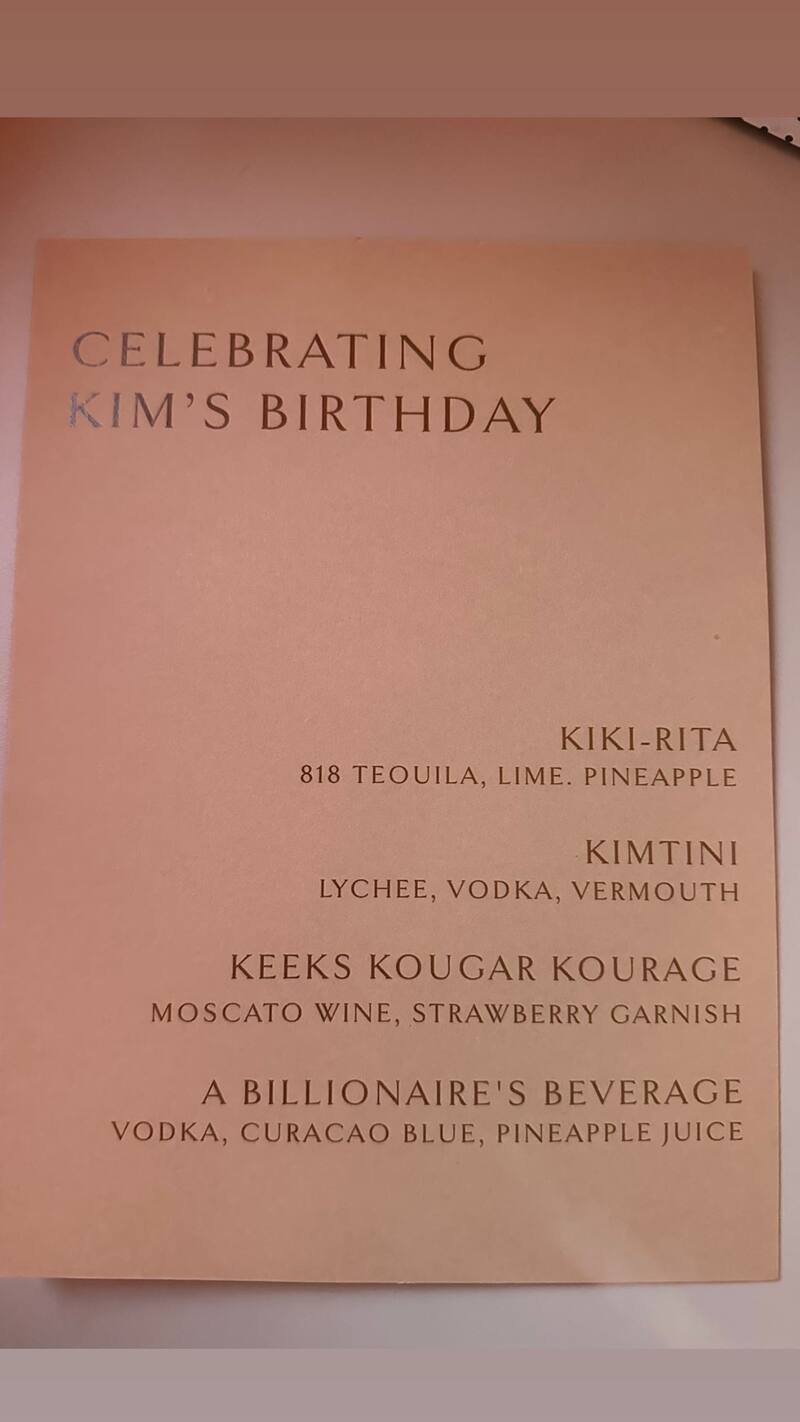 CELEBRATING
KIM'S BIRTHDAY
KIKI-RITA
818 TEOUILA, LIME. PINEAPPLE
KIMTINI
LYCHEE, VODKA, VERMOUTH
KEEKS KOUGAR KOURAGE
MOSCATO WINE, STRAWBERRY GARNISH
A BILLIONAIRE'S BEVERAGE
VODKA, CURACAO BLUE, PINEAPPLE JUICE